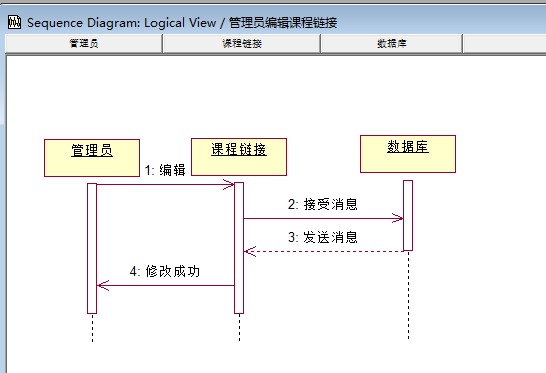 Sequence Diagram: Logical View / 管理员编辑课程链接
管理员 课程链接 数据库
管理员 课程链接 数据库
1: 编辑
2: 接受消息
3: 发送消息
4: 修改成功